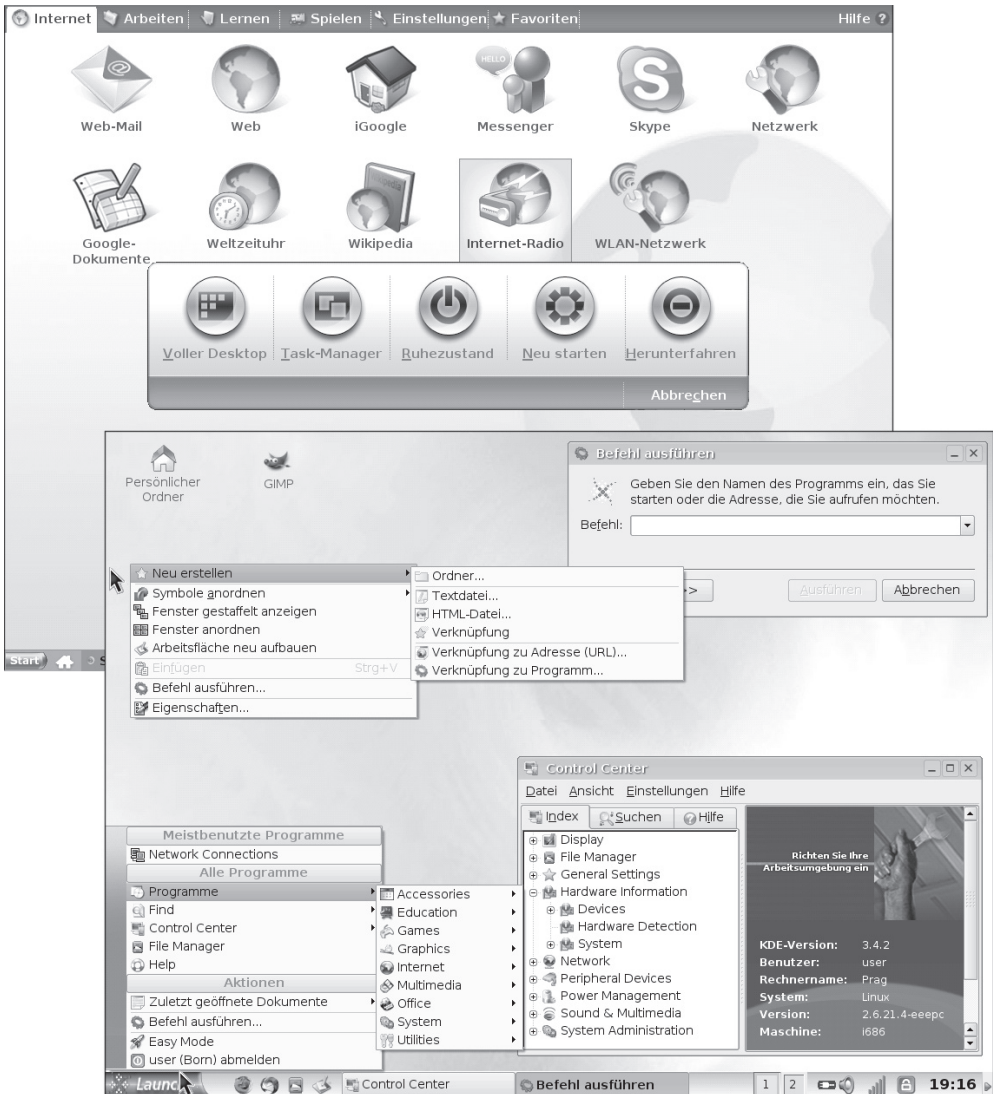 Internet Arbeiten Lernen Spielen Einstellungen Favoriten Hilfe ?
Web-Mail Web iGoogle Messenger Skype Netzwerk
HELLO
Google-
Dokumente
Weltzeituhr Wikipedia Internet-Radio WLAN-Netzwerk
Voller Desktop Task-Manager Ruhezustand Neu starten Herunterfahren
Abbrechen
Start
Persönlicher
Ordner
GIMP
Befehl ausführen
Geben Sie den Namen des Programms ein, das Sie
starten oder die Adresse, die Sie aufrufen möchten.
Befehl:
>> Ausführen Abbrechen
Neu erstellen
Symbole anordnen
Fenster gestaffelt anzeigen
Fenster anordnen
Arbeitsfläche neu aufbauen
Einfügen Strg+V
Befehl ausführen...
Eigenschaften...
Ordner...
Textdatei...
HTML-Datei...
Verknüpfung
Verknüpfung zu Adresse (URL)...
Verknüpfung zu Programm...
Meistbenutzte Programme
Network Connections
Alle Programme
Programme
Find
Control Center
File Manager
Help
Aktionen
Zuletzt geöffnete Dokumente
Befehl ausführen...
Easy Mode
user (Born) abmelden
Accessories
Education
Games
Graphics
Internet
Multimedia
Office
System
Utilities
Control Center
Datei Ansicht Einstellungen Hilfe
Index Suchen Hilfe
Display
File Manager
General Settings
Hardware Information
Devices
Hardware Detection
System
Network
Peripheral Devices
Power Management
Sound & Multimedia
System Administration
Richten Sie Ihre
Arbeitsumgebung ein
KDE-Version: 3.4.2
Benutzer: user
Rechnername: Prag
System: Linux
Version: 2.6.21.4-eeepc
Maschine: i686
Launc Control Center Befehl ausführen 1 2 19:16